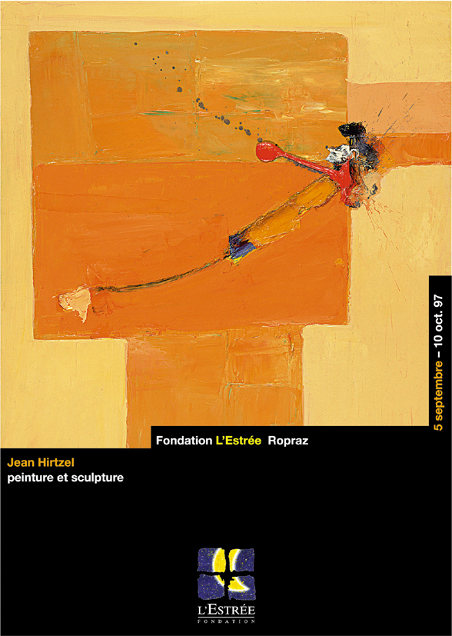 5 septembre – 10 oct. 97
Fondation L'Estrée Ropraz
Jean Hirtzel
peinture et sculpture
L'ESTRÉE
FONDATION